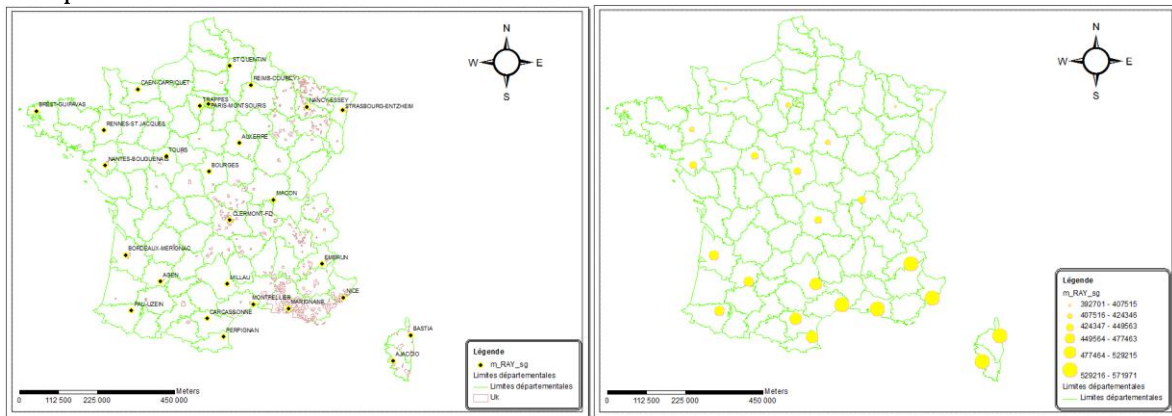 N
W E
S
ST QUENTIN
REIMS-COURCY
CAEN-CARPIQUET
TRAPPES
PARIS-MONTSOURIS
NANCY-ESSEY
STRASBOURG-ENTZHEIM
BREST-GUIPAVAS
RENNES-ST JACQUES
AUXERRE
TOURS
NANTES-BOUGUENAIS
BOURGES
MACON
CLERMONT-FD
BORDEAUX-MERIGNAC
EMBRUN
AGEN
MILLAU
NICE
MONTPELLIER
MARIGNANE
PAU-UZEIN
CARCASSONNE
PERPIGNAN
BASTIA
AJACCIO
Légende
m_RAY_sg
Limites départementales
Limites départementales
Uk
Meters
0 112 500 225 000 450 000
N
W E
S
Légende
m_RAY_sg
392701 - 407515
407516 - 424346
424347 - 449563
449564 - 477463
477464 - 529215
529216 - 571971
Limites départementales
Limites départementales
Meters
0 112 500 225 000 450 000